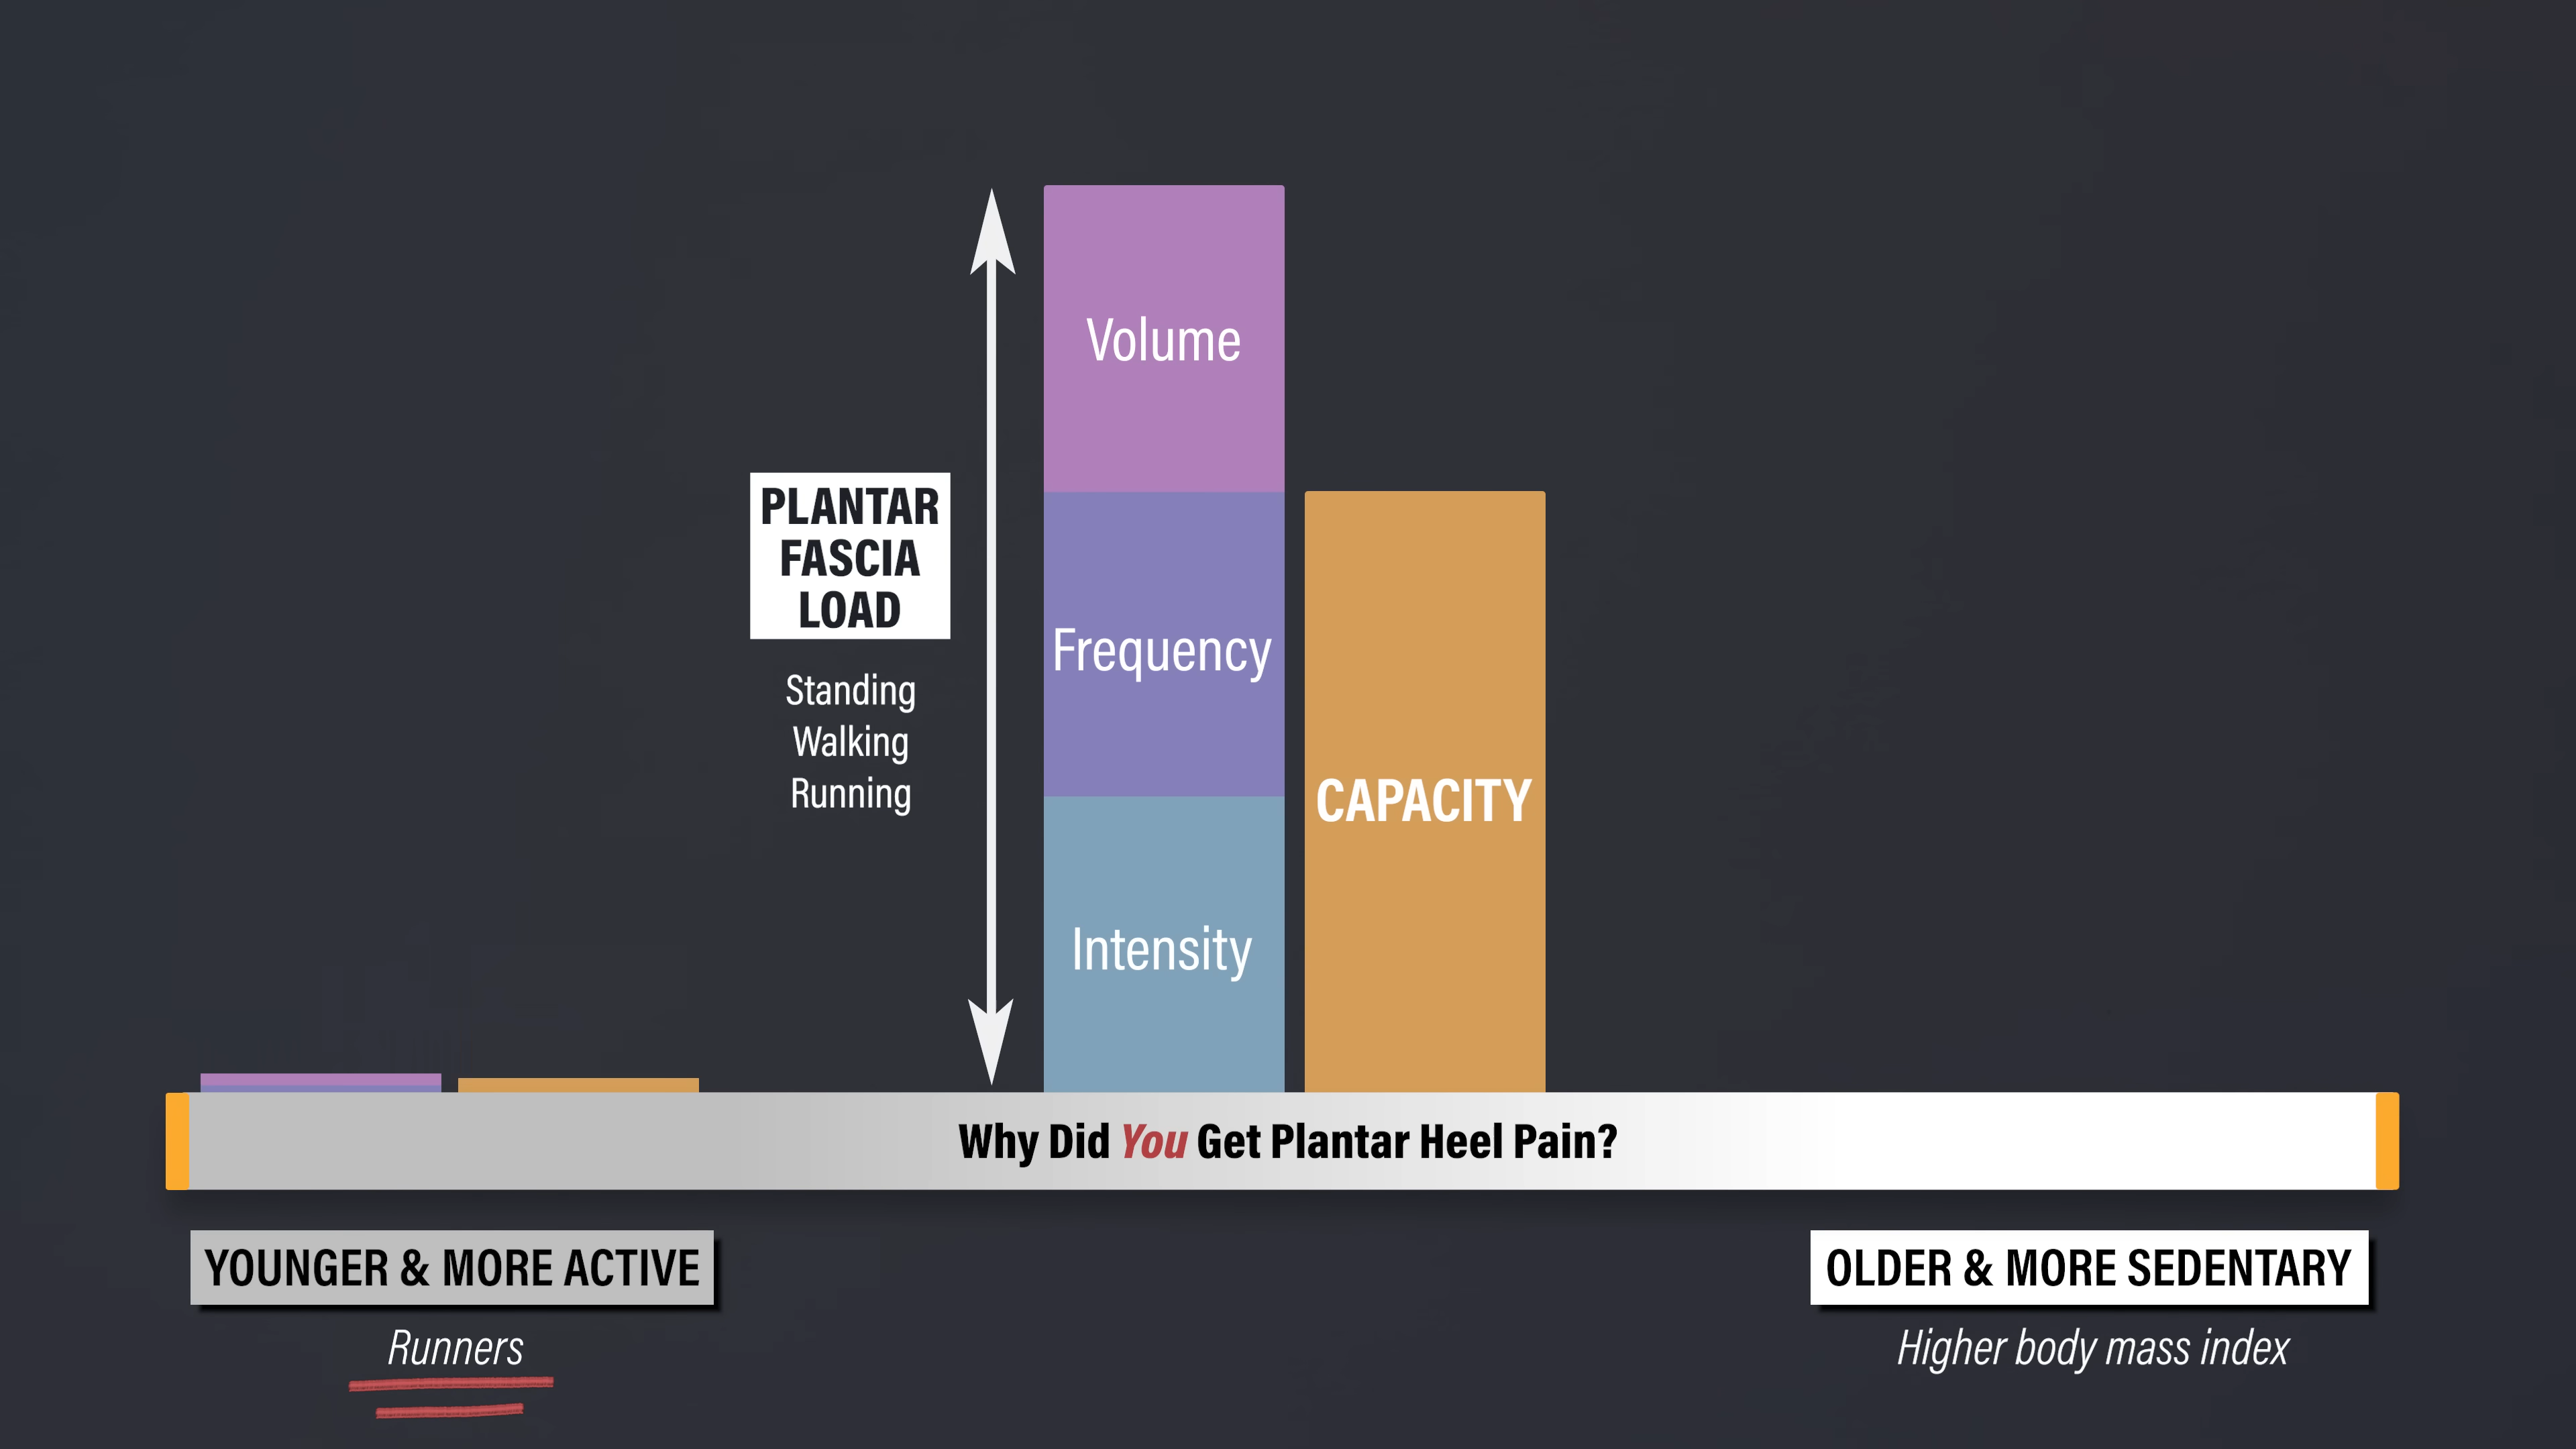 Volume
PLANTAR
FASCIA
LOAD
Frequency
Standing
Walking
Running
CAPACITY
Intensity
Why Did You Get Plantar Heel Pain?
YOUNGER & MORE ACTIVE
Runners
OLDER & MORE SEDENTARY
Higher body mass index